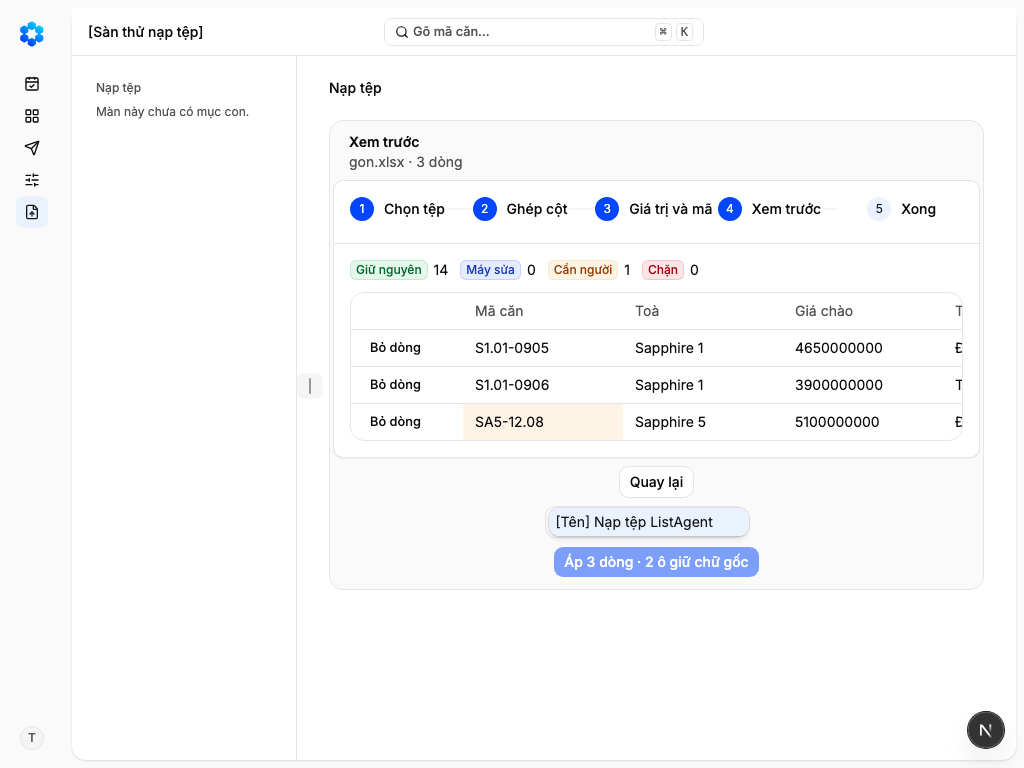 [Sàn thử nạp tệp]
Gõ mã căn...
⌘ K
Nạp tệp
Màn này chưa có mục con.
Nạp tệp
Xem trước
gon.xlsx · 3 dòng
1 Chọn tệp 2 Ghép cột 3 Giá trị và mã 4 Xem trước 5 Xong
Giữ nguyên 14 Máy sửa 0 Cần người 1 Chặn 0
Mã căn Toà Giá chào T
Bỏ dòng S1.01-0905 Sapphire 1 4650000000 Đ
Bỏ dòng S1.01-0906 Sapphire 1 3900000000 T
Bỏ dòng SA5-12.08 Sapphire 5 5100000000 Đ
Quay lại
[Tên] Nạp tệp ListAgent
Áp 3 dòng · 2 ô giữ chữ gốc
T
N